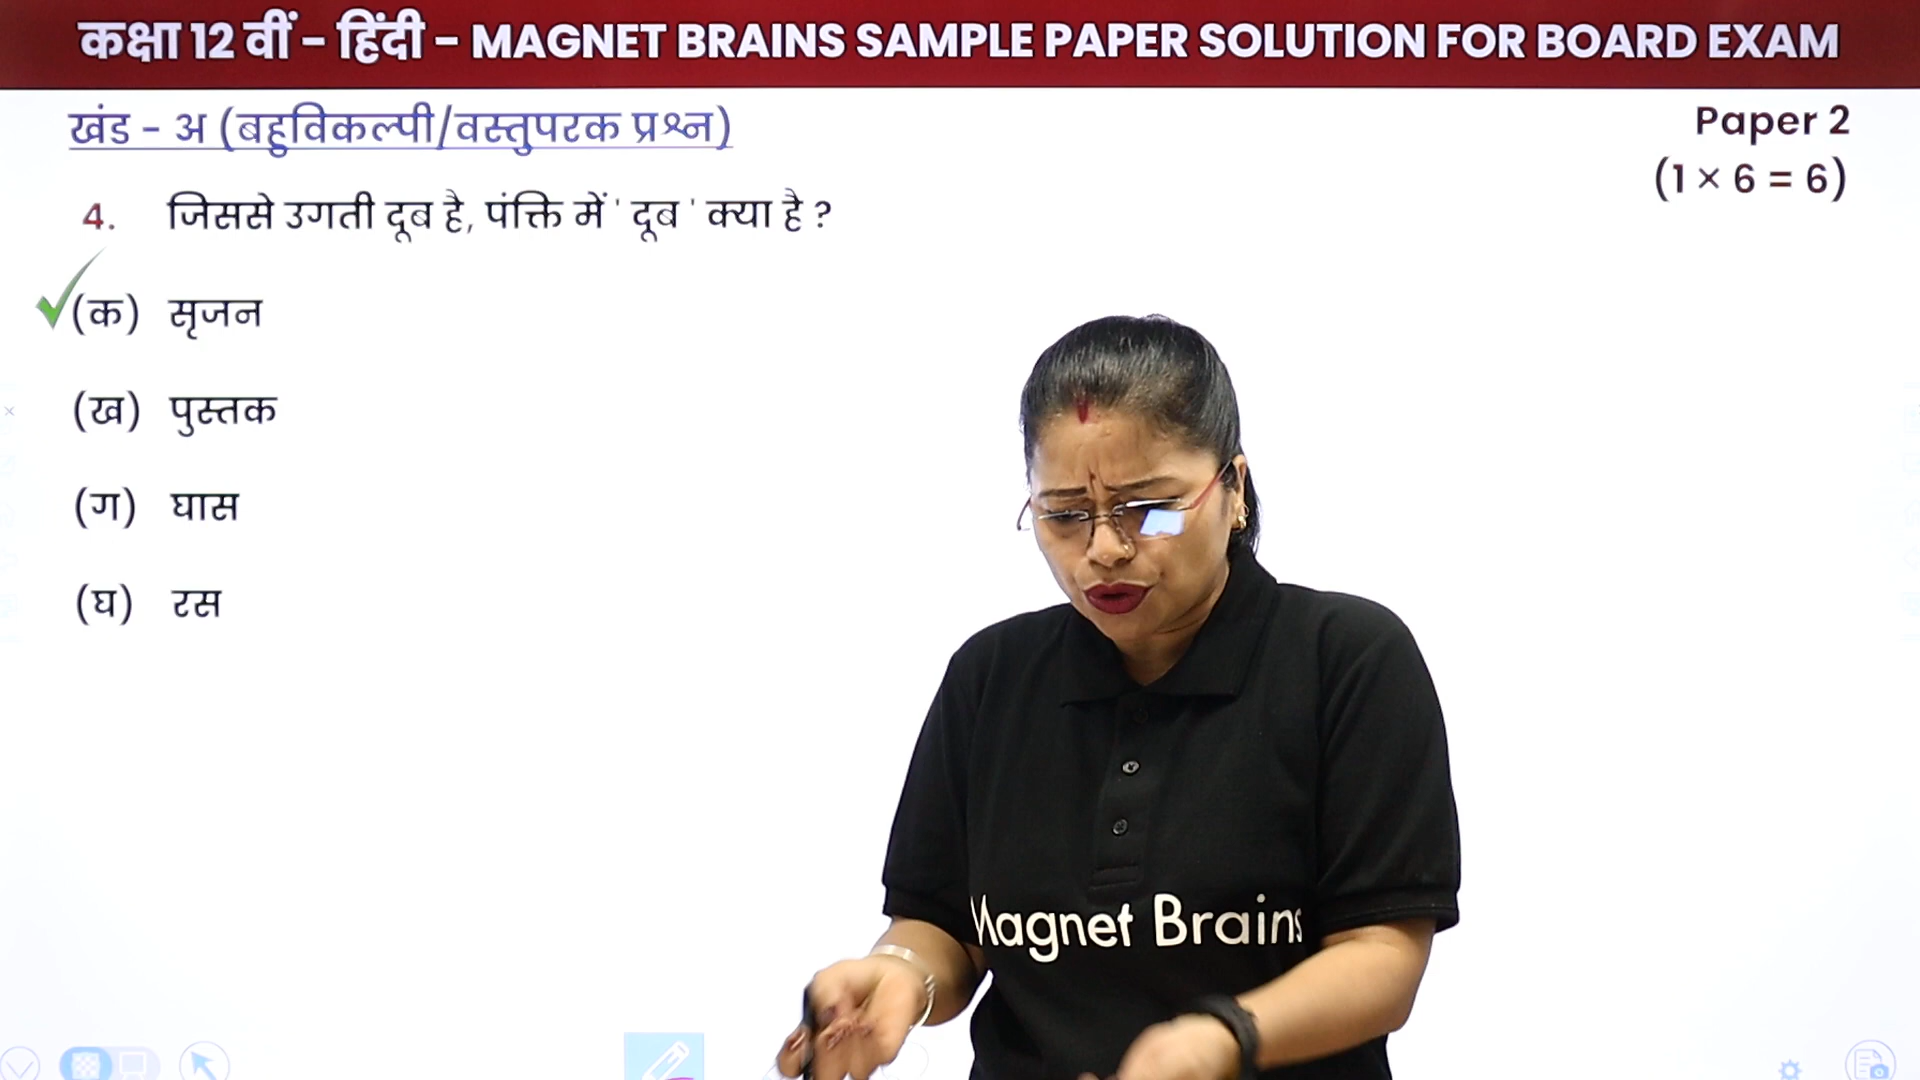 कक्षा 12 वीं – हिंदी – MAGNET BRAINS SAMPLE PAPER SOLUTION FOR BOARD EXAM
खंड - अ (बहुविकल्पी/वस्तुपरक प्रश्न)
Paper 2
(1 × 6 = 6)
4. जिससे उगती दूब है, पंक्ति में ' दूब ' क्या है ?
(क) सृजन
(ख) पुस्तक
(ग) घास
(घ) रस
Magnet Brains